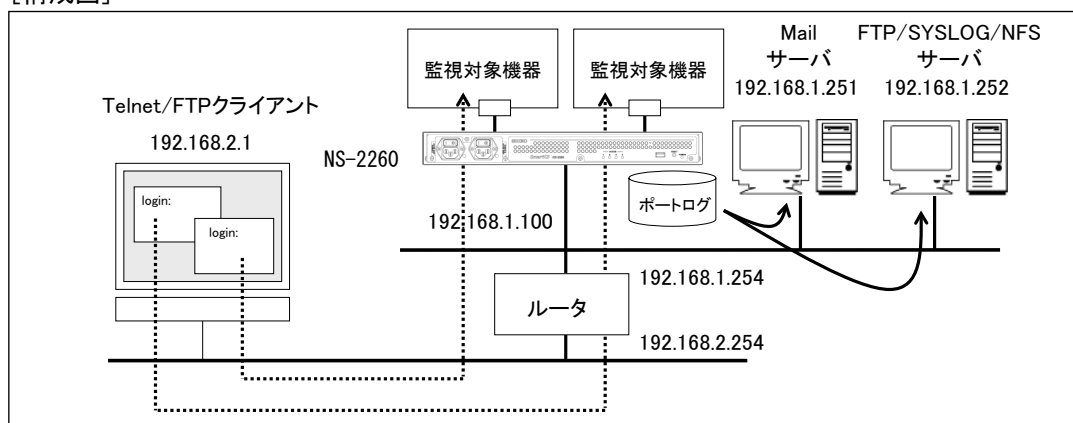 [構成図]
監視対象機器
監視対象機器
Mail
サーバ
192.168.1.251
FTP/SYSLOG/NFS
サーバ
192.168.1.252
Telnet/FTPクライアント
192.168.2.1
NS-2260
login:
login:
ポートログ
192.168.1.100
192.168.1.254
ルータ
192.168.2.254